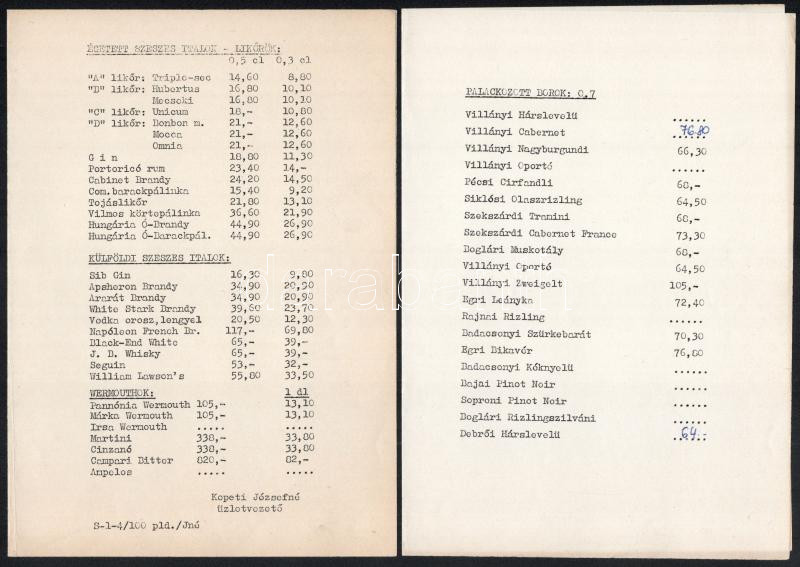 ÉGETETT SZESZES ITALOK - LIKŐRÖK:
0,5 cl 0,3 cl
"A" likőr: Triple-sec 14,60 8,80
"B" likőr: Hubertus 16,80 10,10
Mecseki 16,80 10,10
"C" likőr: Unicum 18,- 10,80
"D" likőr: Bonbon m. 21,- 12,60
Mocca 21,- 12,60
Omnia 21,- 12,60
G i n 18,80 11,30
Portoricó rum 23,40 14,-
Cabinet Brandy 24,20 14,50
Com.barackpálinka 15,40 9,20
Tojáslikőr 21,80 13,10
Vilmos körtepálinka 36,60 21,90
Hungária Ó-Brandy 44,90 26,90
Hungária Ó-Barackpál. 44,90 26,90
KÜLFÖLDI SZESZES ITALOK:
Sib Gin 16,30 9,80
Apsheron Brandy 34,90 20,90
Ararát Brandy 34,90 20,90
White Stark Brandy 39,60 23,70
Vodka orosz,lengyel 20,50 12,30
Napóleon French Br. 117,- 69,80
Black-End White 65,- 39,-
J. B. Whisky 65,- 39,-
Seguin 53,- 32,-
William Lawson's 55,80 33,50
WERMOUTHOK: 1 dl
Pannónia Wermouth 105,- 13,10
Márka Wermouth 105,- 13,10
Irsa Wermouth ..... .....
Martini 338,- 33,80
Cinzanó 338,- 33,80
Campari Bitter 820,- 82,-
Ampelos ..... .....
Kopeti Józsefné
üzletvezető
S-1-4/100 pld./Jné
PALACKOZOTT BOROK: 0,7
Villányi Hárslevelü ......
Villányi Cabernet 76.80
Villányi Nagyburgundi 66,30
Villányi Oportó ......
Pécsi Cirfandli 68,-
Siklósi Olaszrizling 64,50
Szekszárdi Tramini 68,-
Szekszárdi Cabernet Franco 73,30
Boglári Muskotály 68,-
Villányi Oportó 64,50
Villányi Zweigelt 105,-
Egri Leányka 72,40
Rajnai Rizling ......
Badacsonyi Szürkebarát 70,30
Egri Bikavér 76,80
Badacsonyi Kéknyelü ......
Bajai Pinot Noir ......
Soproni Pinot Noir ......
Boglári Rizlingszilváni ......
Debrői Hárslevelü 64.-
darabanth